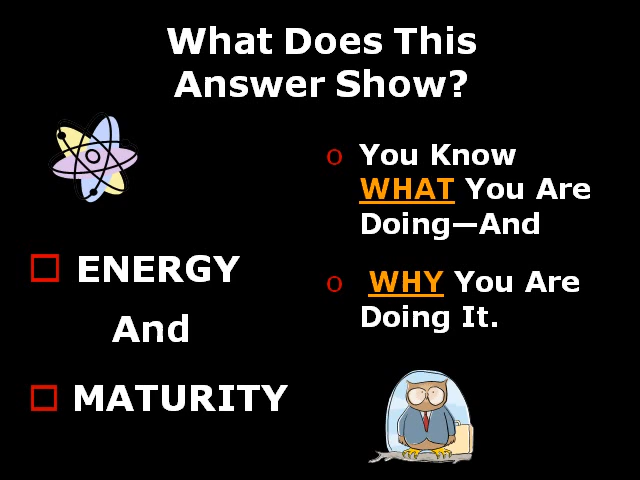 What Does This
Answer Show?
□ ENERGY
And
□ MATURITY
o You Know
WHAT You Are
Doing—And
o WHY You Are
Doing It.